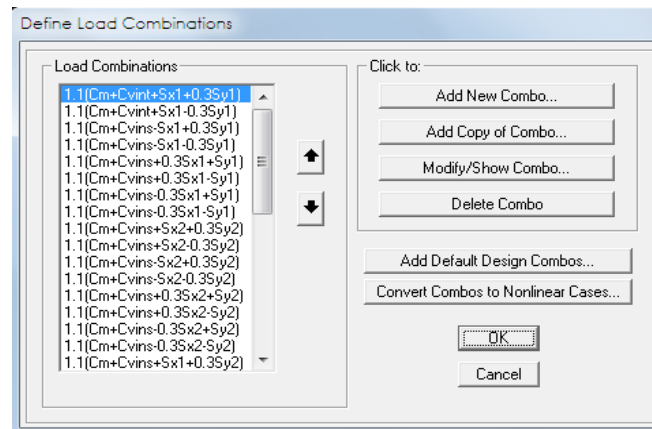 Define Load Combinations
Load Combinations
1.1(Cm+Cvint+Sx1+0.3Sy1)
1.1(Cm+Cvint+Sx1-0.3Sy1)
1.1(Cm+Cvins-Sx1+0.3Sy1)
1.1(Cm+Cvins-Sx1-0.3Sy1)
1.1(Cm+Cvins+0.3Sx1+Sy1)
1.1(Cm+Cvins+0.3Sx1-Sy1)
1.1(Cm+Cvins-0.3Sx1+Sy1)
1.1(Cm+Cvins-0.3Sx1-Sy1)
1.1(Cm+Cvins+Sx2+0.3Sy2)
1.1(Cm+Cvins+Sx2-0.3Sy2)
1.1(Cm+Cvins-Sx2+0.3Sy2)
1.1(Cm+Cvins-Sx2-0.3Sy2)
1.1(Cm+Cvins+0.3Sx2+Sy2)
1.1(Cm+Cvins+0.3Sx2-Sy2)
1.1(Cm+Cvins-0.3Sx2+Sy2)
1.1(Cm+Cvins-0.3Sx2-Sy2)
1.1(Cm+Cvins+Sx1+0.3Sy2)
Click to:
Add New Combo...
Add Copy of Combo...
Modify/Show Combo...
Delete Combo
Add Default Design Combos...
Convert Combos to Nonlinear Cases...
OK
Cancel